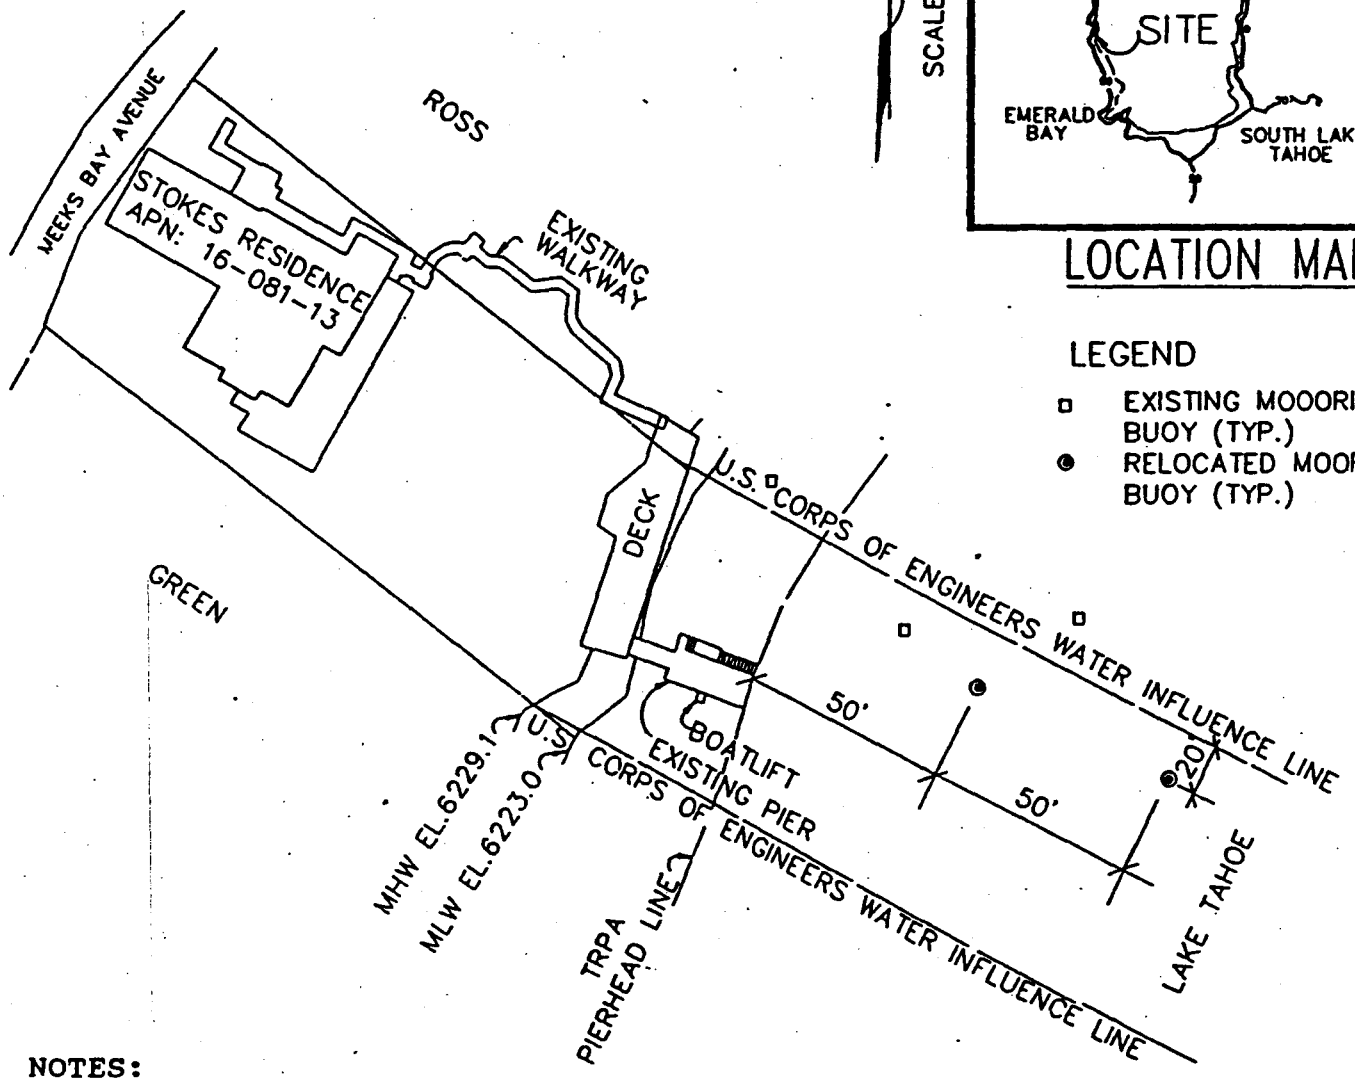 SCALE
SITE
EMERALD
BAY
SOUTH LAK
TAHOE
LOCATION MA
LEGEND
EXISTING MOOORI
BUOY (TYP.)
RELOCATED MOOR
BUOY (TYP.)
ROSS
MEEKS BAY AVENUE
STOKES RESIDENCE
APN: 16-081-13
EXISTING
WALKWAY
DECK
GREEN
U.S. CORPS OF ENGINEERS WATER INFLUENCE LINE
50'
50'
20'
BOATLIFT
EXISTING PIER
U.S. CORPS OF ENGINEERS WATER INFLUENCE LINE
MHW EL.6229.1
MLW EL.6223.0
TRPA
PIERHEAD LINE
LAKE TAHOE
NOTES: